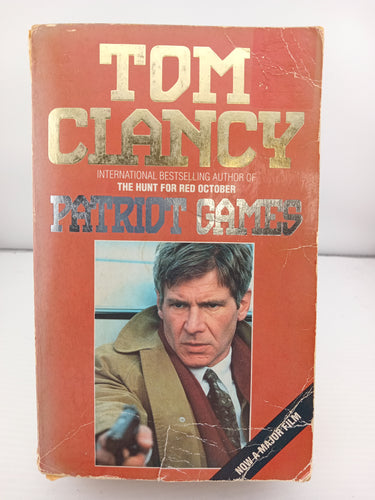 TOM
CLANCY
INTERNATIONAL BESTSELLING AUTHOR OF
THE HUNT FOR RED OCTOBER
PATRIOT GAMES
NOW A MAJOR FILM